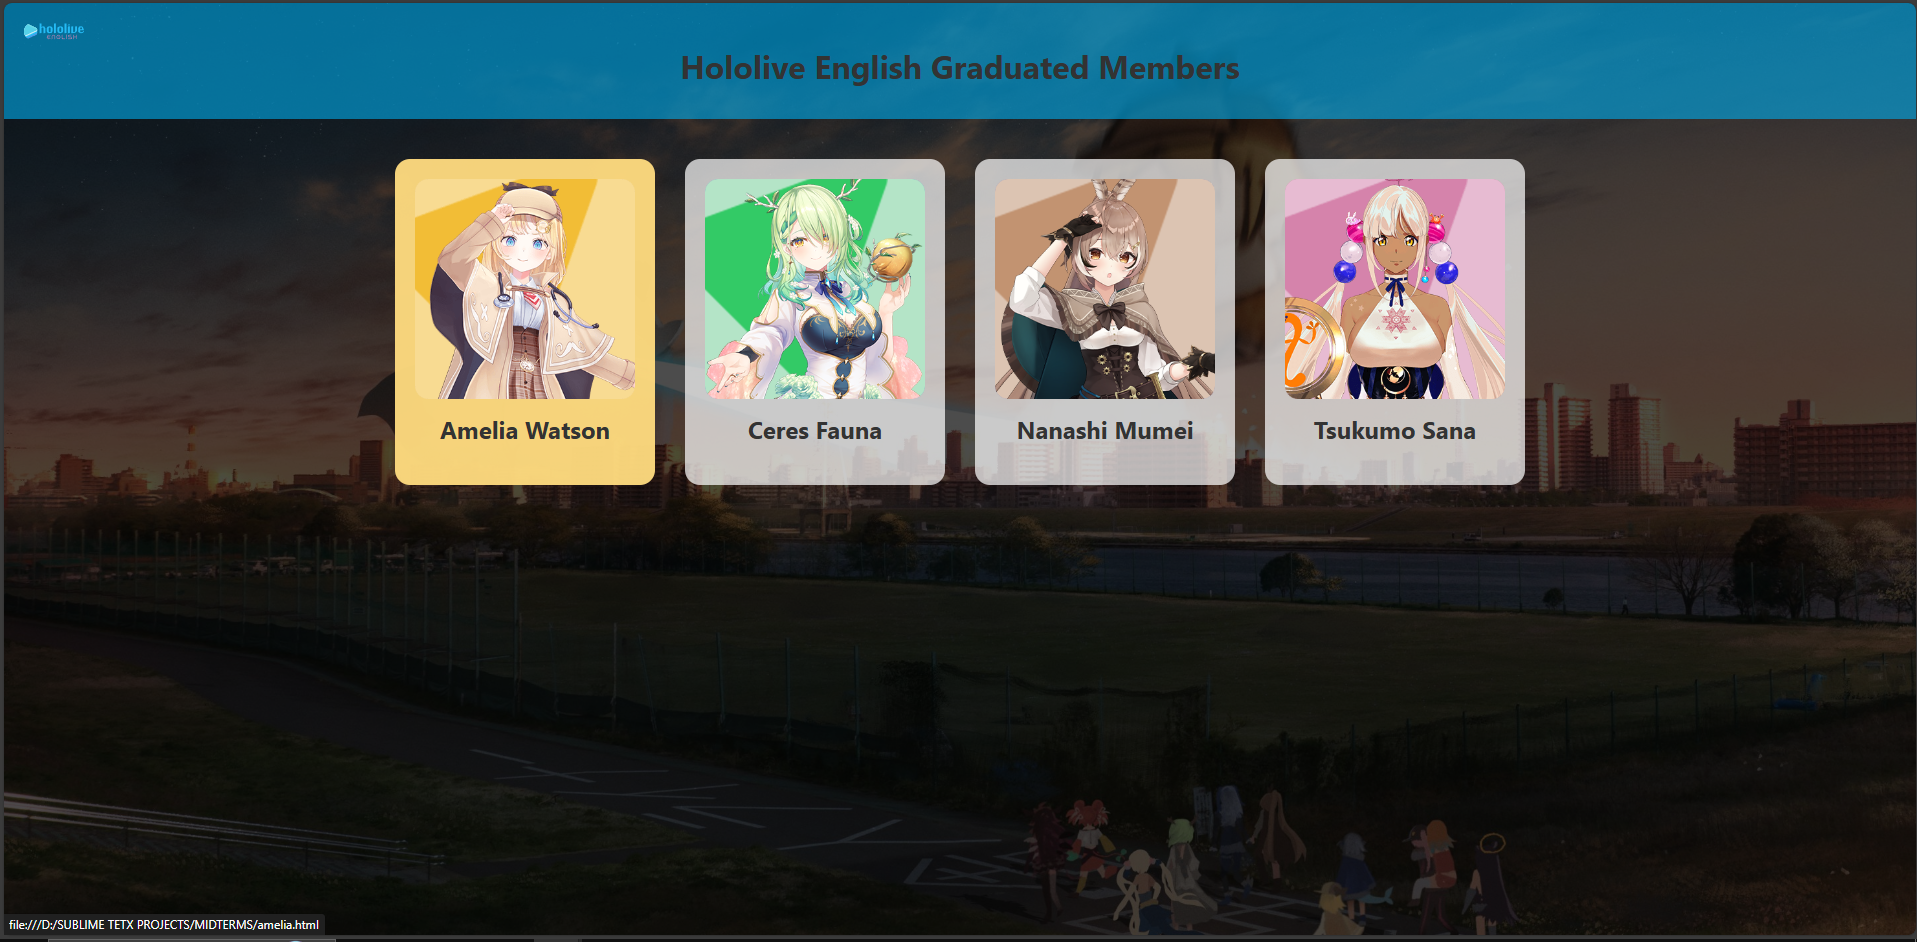 hololive
ENGLISH
Hololive English Graduated Members
Amelia Watson
Ceres Fauna
Nanashi Mumei
Tsukumo Sana
file:///D:/SUBLIME TETX PROJECTS/MIDTERMS/amelia.html